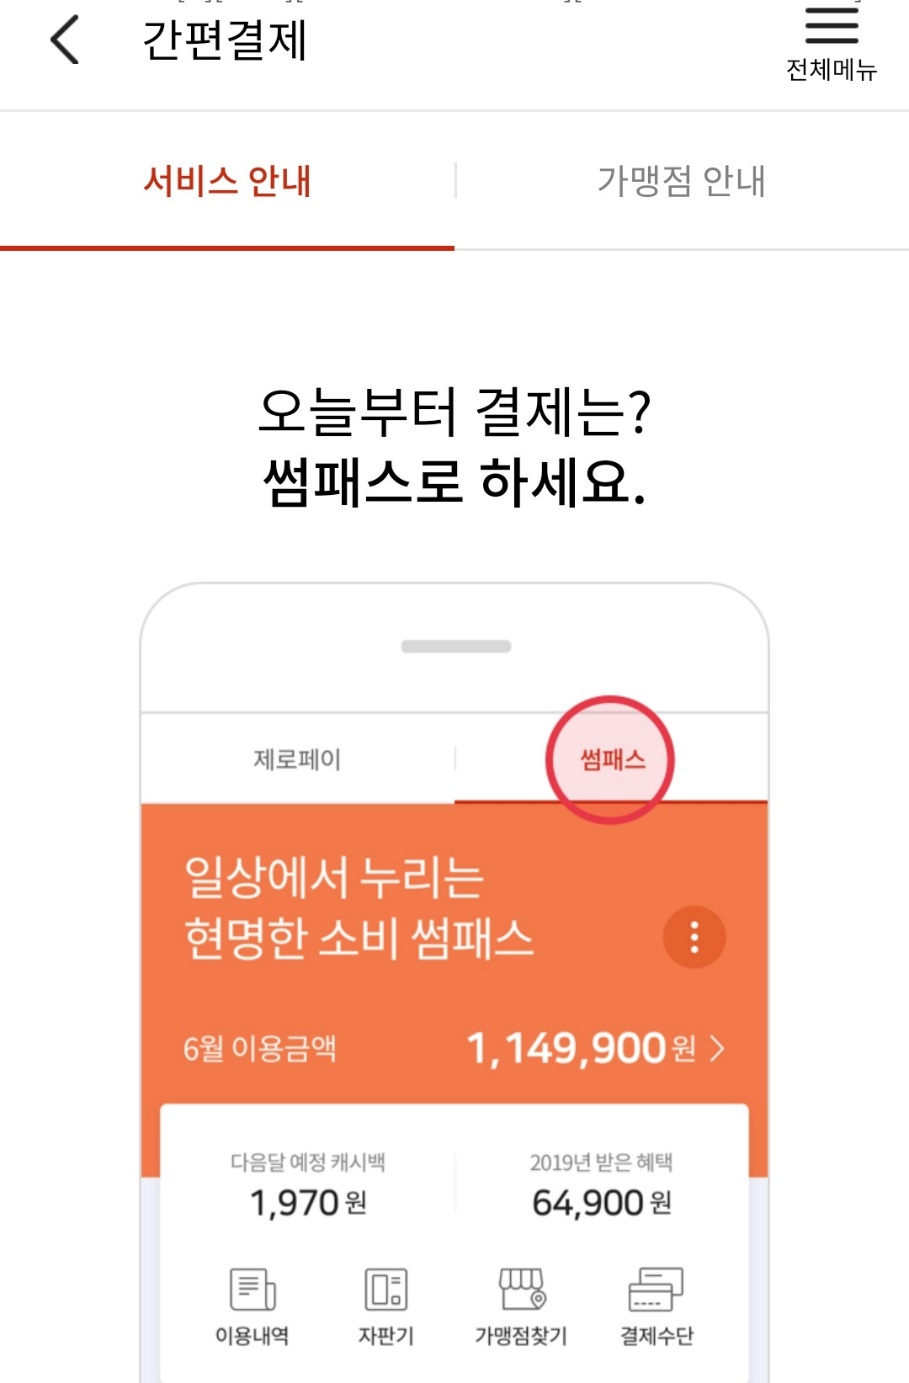 간편결제
전체메뉴
서비스 안내
가맹점 안내
오늘부터 결제는?
썸패스로 하세요.
제로페이
썸패스
일상에서 누리는
현명한 소비 썸패스
6월 이용금액
1,149,900원
다음달 예정 캐시백
1,970원
2019년 받은 혜택
64,900원
이용내역
자판기
가맹점찾기
결제수단